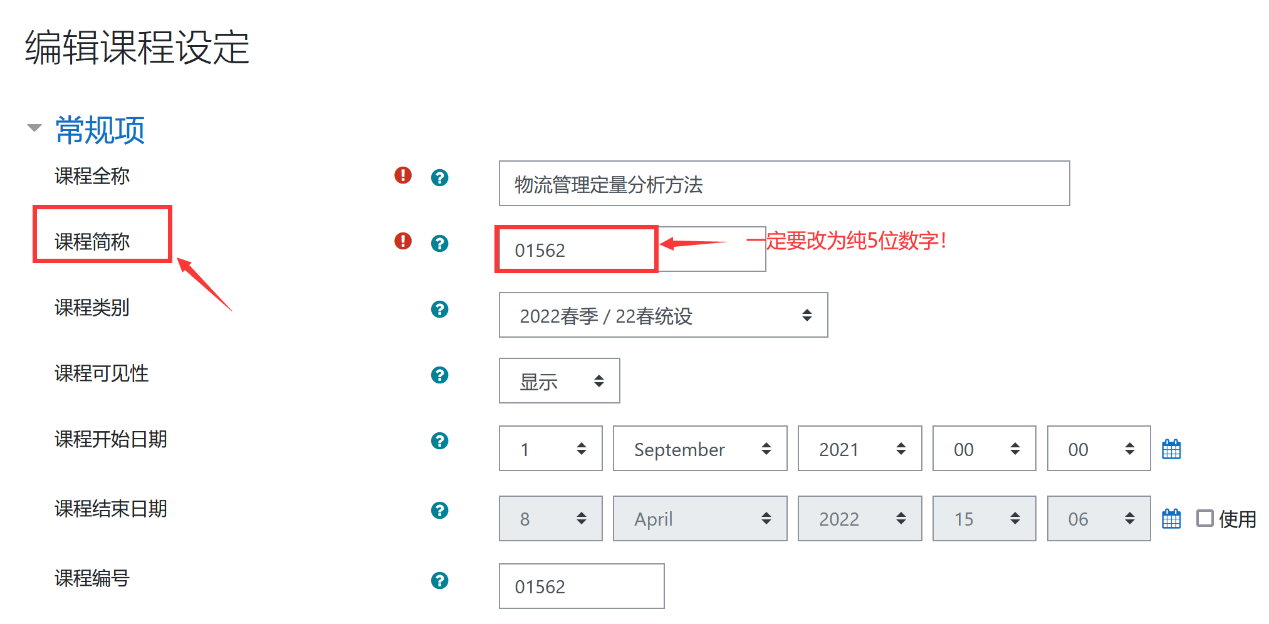 编辑课程设定
常规项
课程全称 物流管理定量分析方法
课程简称 01562 一定要改为纯5位数字！
课程类别 2022春季 / 22春统设
课程可见性 显示
课程开始日期 1 September 2021 00 00
课程结束日期 8 April 2022 15 06 使用
课程编号 01562